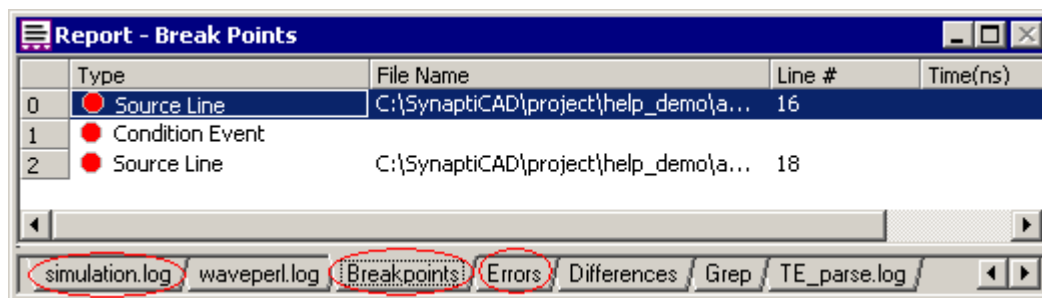 Report - Break Points
Type File Name Line # Time(ns)
0 Source Line C:\SynaptiCAD\project\help_demo\a... 16
1 Condition Event
2 Source Line C:\SynaptiCAD\project\help_demo\a... 18
simulation.log waveperl.log Breakpoints Errors Differences Grep TE_parse.log